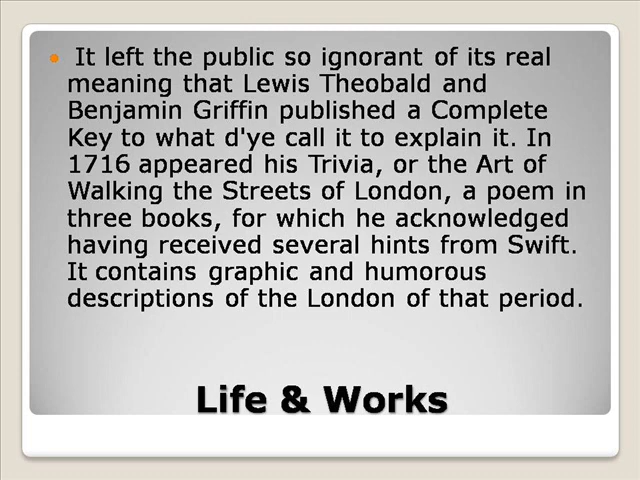 It left the public so ignorant of its real
meaning that Lewis Theobald and
Benjamin Griffin published a Complete
Key to what d'ye call it to explain it. In
1716 appeared his Trivia, or the Art of
Walking the Streets of London, a poem in
three books, for which he acknowledged
having received several hints from Swift.
It contains graphic and humorous
descriptions of the London of that period.
Life & Works